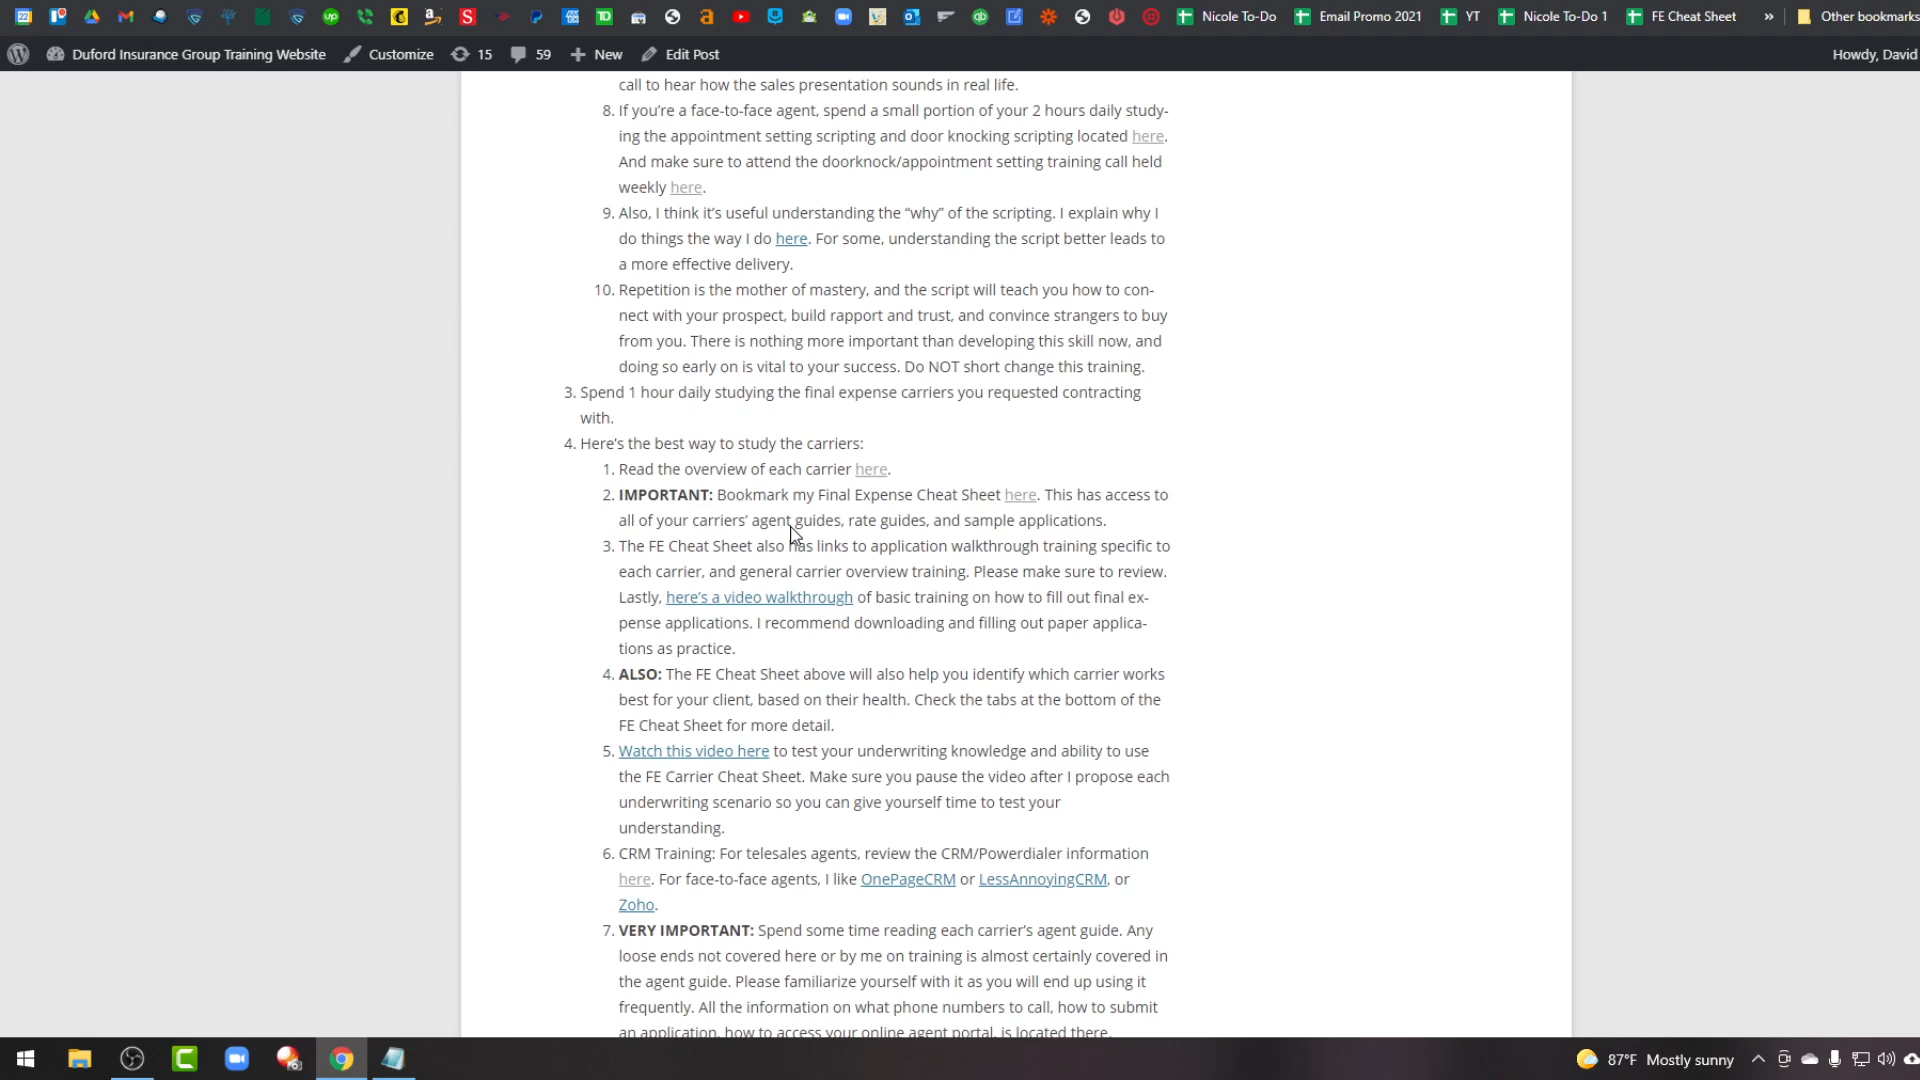 Nicole To-Do
Email Promo 2021
YT
Nicole To-Do 1
FE Cheat Sheet
»
Other bookmarks
Duford Insurance Group Training Website
Customize
15
59
New
Edit Post
Howdy, David
call to hear how the sales presentation sounds in real life.
8. If you’re a face-to-face agent, spend a small portion of your 2 hours daily study-
ing the appointment setting scripting and door knocking scripting located here.
And make sure to attend the doorknock/appointment setting training call held
weekly here.
9. Also, I think it’s useful understanding the “why” of the scripting. I explain why I
do things the way I do here. For some, understanding the script better leads to
a more effective delivery.
10. Repetition is the mother of mastery, and the script will teach you how to con-
nect with your prospect, build rapport and trust, and convince strangers to buy
from you. There is nothing more important than developing this skill now, and
doing so early on is vital to your success. Do NOT short change this training.
3. Spend 1 hour daily studying the final expense carriers you requested contracting
with.
4. Here’s the best way to study the carriers:
1. Read the overview of each carrier here.
2. IMPORTANT: Bookmark my Final Expense Cheat Sheet here. This has access to
all of your carriers’ agent guides, rate guides, and sample applications.
3. The FE Cheat Sheet also has links to application walkthrough training specific to
each carrier, and general carrier overview training. Please make sure to review.
Lastly, here’s a video walkthrough of basic training on how to fill out final ex-
pense applications. I recommend downloading and filling out paper applica-
tions as practice.
4. ALSO: The FE Cheat Sheet above will also help you identify which carrier works
best for your client, based on their health. Check the tabs at the bottom of the
FE Cheat Sheet for more detail.
5. Watch this video here to test your underwriting knowledge and ability to use
the FE Carrier Cheat Sheet. Make sure you pause the video after I propose each
underwriting scenario so you can give yourself time to test your
understanding.
6. CRM Training: For telesales agents, review the CRM/Powerdialer information
here. For face-to-face agents, I like OnePageCRM or LessAnnoyingCRM, or
Zoho.
7. VERY IMPORTANT: Spend some time reading each carrier’s agent guide. Any
loose ends not covered here or by me on training is almost certainly covered in
the agent guide. Please familiarize yourself with it as you will end up using it
frequently. All the information on what phone numbers to call, how to submit
an application, how to access your online agent portal, is located there.
87°F Mostly sunny